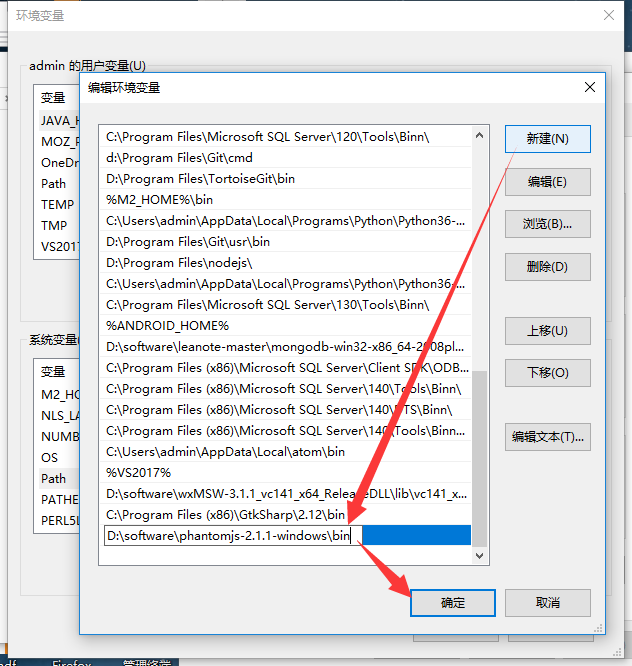 环境变量
admin 的用户变量(U)
变量
JAVA_H
MOZ_P
OneDr
Path
TEMP
TMP
VS2017
系统变量(
变量
M2_HO
NLS_LA
NUMB
OS
Path
PATHE
PERL5L
编辑环境变量
C:\Program Files\Microsoft SQL Server\120\Tools\Binn\
d:\Program Files\Git\cmd
D:\Program Files\TortoiseGit\bin
%M2_HOME%\bin
C:\Users\admin\AppData\Local\Programs\Python\Python36-...
D:\Program Files\Git\usr\bin
D:\Program Files\nodejs\
C:\Users\admin\AppData\Local\Programs\Python\Python36-...
C:\Program Files\Microsoft SQL Server\130\Tools\Binn\
%ANDROID_HOME%
D:\software\leanote-master\mongodb-win32-x86_64-2008pl...
C:\Program Files (x86)\Microsoft SQL Server\Client SDK\ODB...
C:\Program Files (x86)\Microsoft SQL Server\140\Tools\Binn\
C:\Program Files (x86)\Microsoft SQL Server\140\DTS\Binn\
C:\Program Files (x86)\Microsoft SQL Server\140\Tools\Binn...
C:\Users\admin\AppData\Local\atom\bin
%VS2017%
D:\software\wxMSW-3.1.1_vc141_x64_ReleaseDLL\lib\vc141_x...
C:\Program Files (x86)\GtkSharp\2.12\bin
D:\software\phantomjs-2.1.1-windows\bin
新建(N)
编辑(E)
浏览(B)...
删除(D)
上移(U)
下移(O)
编辑文本(T)...
确定
取消
Firefox
管理终端